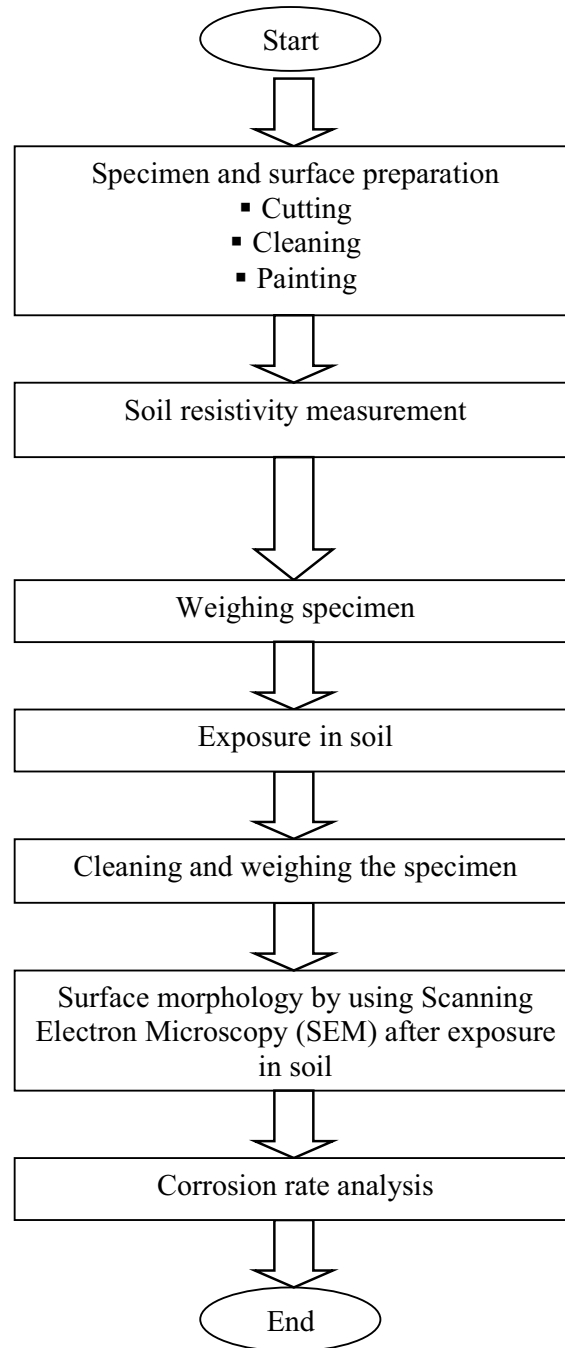 Start
Specimen and surface preparation
▪ Cutting
▪ Cleaning
▪ Painting
Soil resistivity measurement
Weighing specimen
Exposure in soil
Cleaning and weighing the specimen
Surface morphology by using Scanning
Electron Microscopy (SEM) after exposure
in soil
Corrosion rate analysis
End